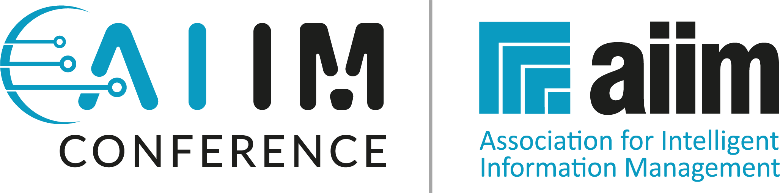 AIIM
CONFERENCE
aiim
Association for Intelligent
Information Management